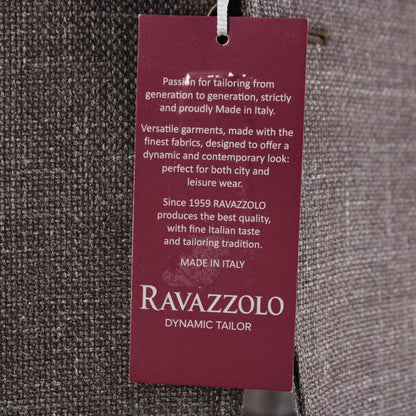 Passion for tailoring from
generation to generation, strictly
and proudly Made in Italy.
Versatile garments, made with the
finest fabrics, designed to offer a
dynamic and contemporary look:
perfect for both city and
leisure wear.
Since 1959 RAVAZZOLO
produces the best quality,
with fine Italian taste
and tailoring tradition.
MADE IN ITALY
RAVAZZOLO
DYNAMIC TAILOR